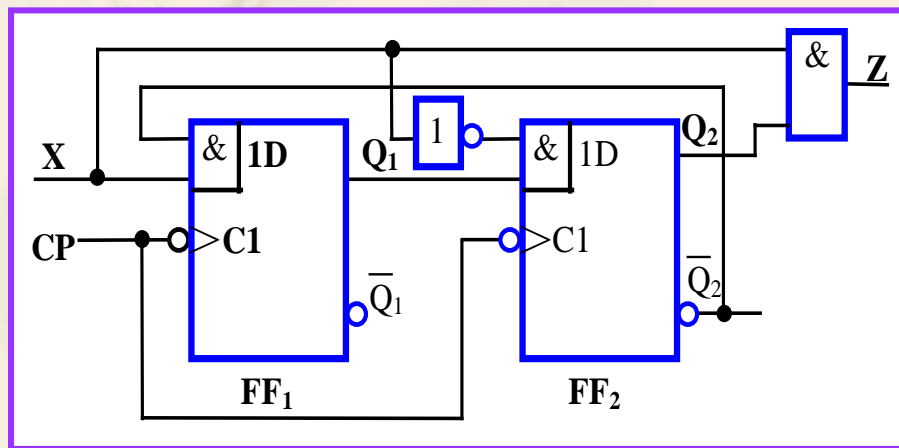 &
Z
& 1D
Q₁
1
& 1D
Q₂
X
CP
C1
C1
Q̅₁
Q̅₂
FF₁
FF₂